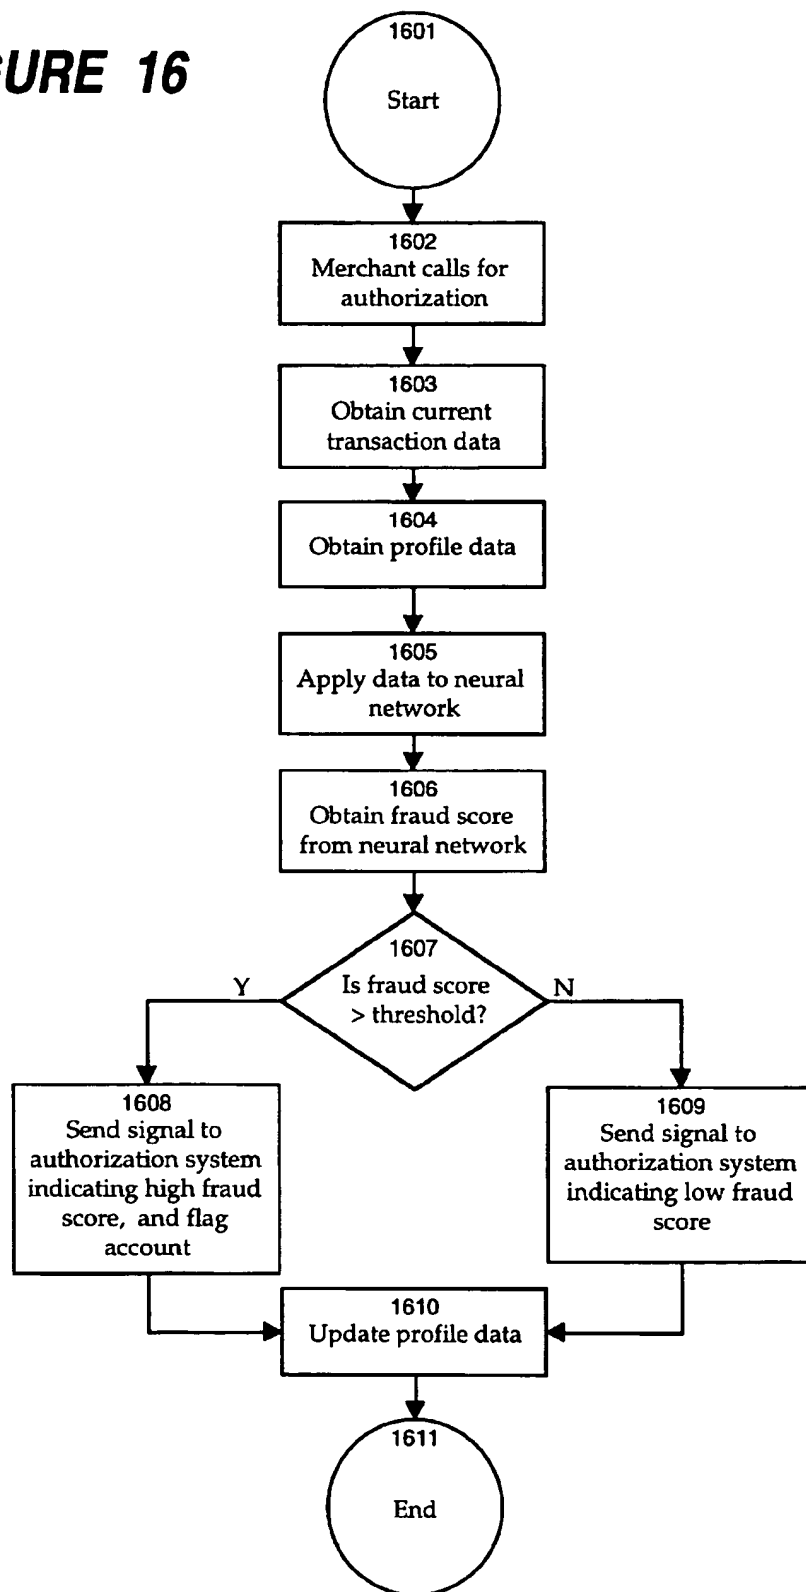 GURE 16
1601
Start
1602
Merchant calls for
authorization
1603
Obtain current
transaction data
1604
Obtain profile data
1605
Apply data to neural
network
1606
Obtain fraud score
from neural network
1607
Is fraud score
> threshold?
Y
N
1608
Send signal to
authorization system
indicating high fraud
score, and flag
account
1609
Send signal to
authorization system
indicating low fraud
score
1610
Update profile data
1611
End